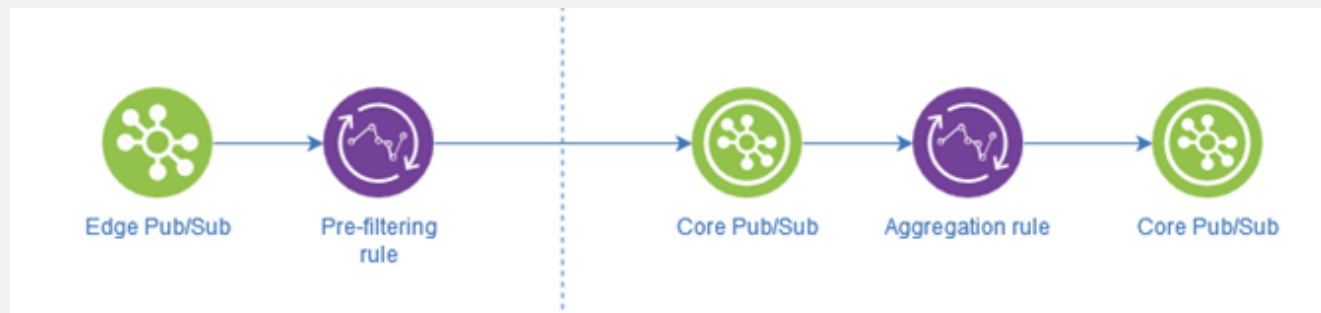 Edge Pub/Sub
Pre-filtering
rule
Core Pub/Sub
Aggregation rule
Core Pub/Sub